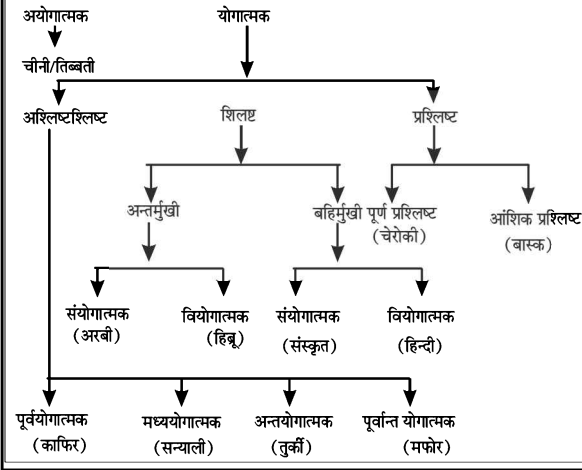 अयोगात्मक योगात्मक
चीनी/तिब्बती
अश्लिष्टश्लिष्ट शिलष्ट प्रश्लिष्ट
अन्तर्मुखी बहिर्मुखी पूर्ण प्रश्लिष्ट आंशिक प्रश्लिष्ट
(चेरोकी) (बास्क)
संयोगात्मक वियोगात्मक संयोगात्मक वियोगात्मक
(अरबी) (हिब्रू) (संस्कृत) (हिन्दी)
पूर्वयोगात्मक मध्ययोगात्मक अन्तयोगात्मक पूर्वान्त योगात्मक
(काफिर) (सन्याली) (तुर्की) (मफोर)